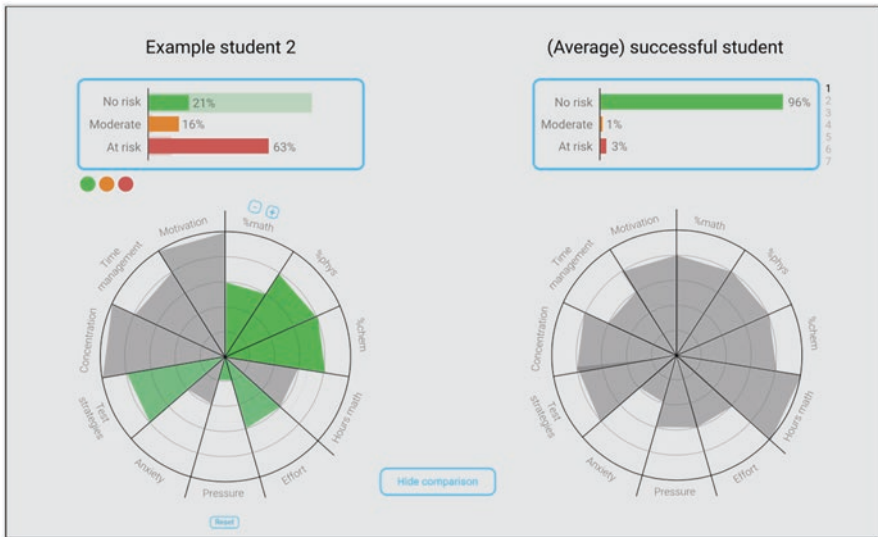 Example student 2
No risk 21%
Moderate 16%
At risk 63%
- +
%math
%phys
%chem
Hours math
Effort
Pressure
Anxiety
Test
strategies
Concentration
Time
management
Motivation
Reset
Hide comparison
(Average) successful student
No risk 96%
Moderate 1%
At risk 3%
1
2
3
4
5
6
7
%math
%phys
%chem
Hours math
Effort
Pressure
Anxiety
Test
strategies
Concentration
Time
management
Motivation